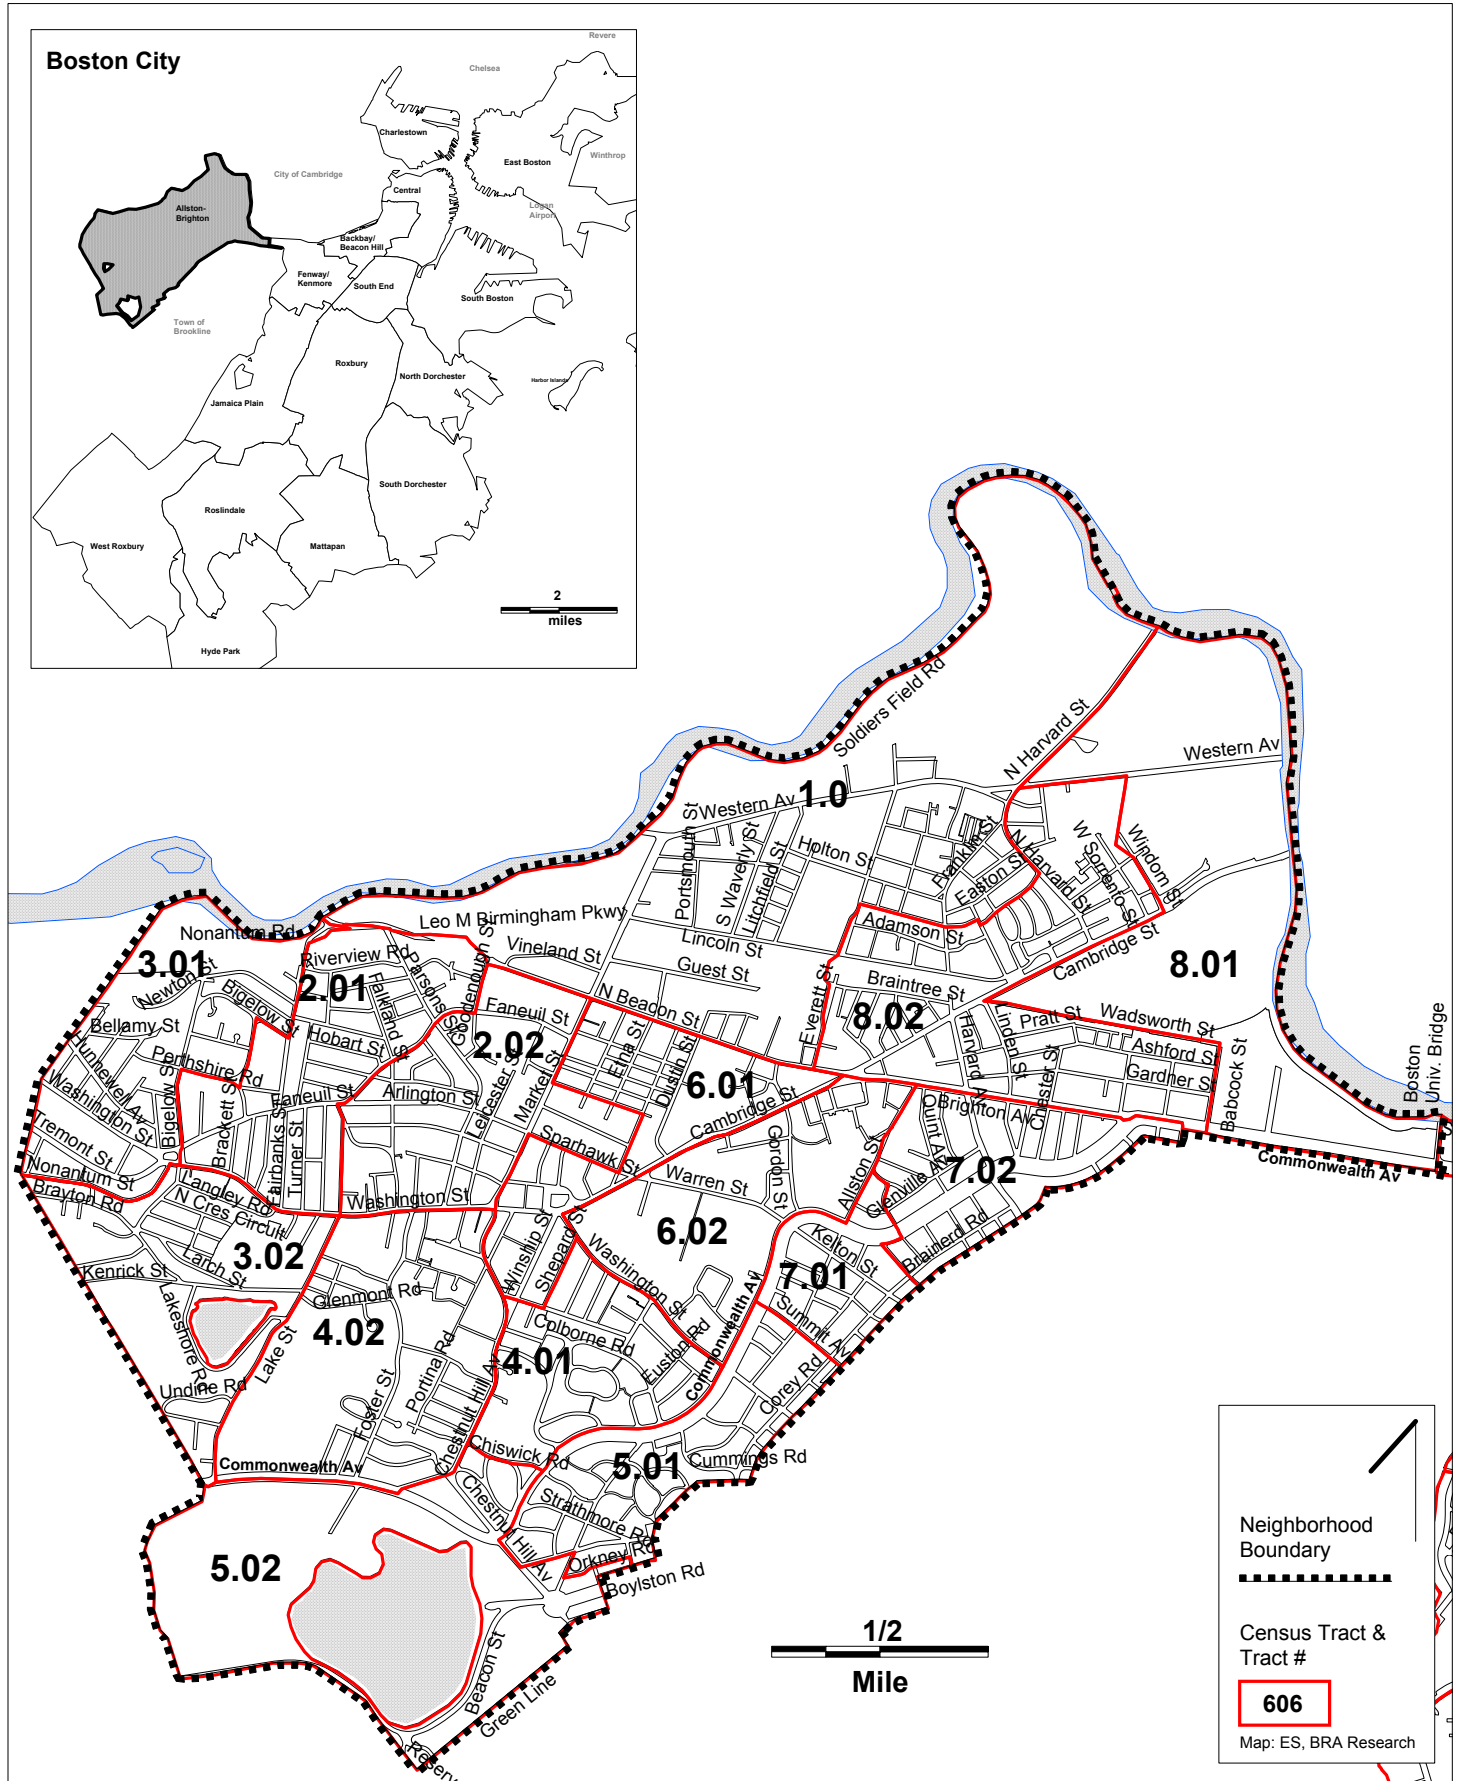 Boston City
Revere
Chelsea
Charlestown
East Boston
Winthrop
City of Cambridge
Central
Allston-
Brighton
Logan
Airport
Backbay/
Beacon Hill
Fenway/
Kenmore
South End
South Boston
Town of
Brookline
Roxbury
North Dorchester
Harbor Islands
Jamaica Plain
South Dorchester
Roslindale
West Roxbury
Mattapan
2
miles
Hyde Park
Soldiers Field Rd
N Harvard St
Western Av
Western Av
1.0
Portsmouth St
S Waverly St
Litchfield St
Holton St
Franklin St
Easton St
N Harvard St
W Sorrento St
Windom St
Leo M Birmingham Pkwy
Nonantum Rd
Vineland St
Lincoln St
Adamson St
Cambridge St
8.01
3.01
Newton St
Riverview Rd
2.01
Parsons St
Goodenough St
Guest St
Everett St
Braintree St
Bigelow St
Falkland St
N Beacon St
Faneuil St
8.02
Linden St
Pratt St
Wadsworth St
Bellamy St
Hobart St
2.02
Etna St
Harvard Av
Ashford St
Boston
Univ. Bridge
Hunnewell Av
Perthshire Rd
Market St
Dustin St
6.01
Chester St
Gardner St
Babcock St
Washington St
Bigelow St
Brackett St
Faneuil St
Arlington St
Leicester St
Cambridge St
Quint Av
Brighton Av
Tremont St
Fairbanks St
Turner St
Sparhawk St
Gordon St
Nonantum St
Warren St
Allston St
Glenville Av
7.02
Commonwealth Av
Brayton Rd
Langley Rd
N Cres Circuit
Washington St
3.02
Winship St
Shepard St
6.02
Kelton St
Brainerd Rd
Kenrick St
Larch St
Washington St
7.01
Lakeshore Rd
Glenmont Rd
4.02
Colborne Rd
Commonwealth Av
Summit Av
Lake St
Portina Rd
4.01
Euston Rd
Corey Rd
Undine Rd
Foster St
Chestnut Hill Av
Commonwealth Av
Chiswick Rd
5.01
Cummings Rd
Chestnut Hill Av
Strathmore Rd
5.02
Orkney Rd
Boylston Rd
Beacon St
Green Line
1/2
Mile
Neighborhood
Boundary
Census Tract &
Tract #
606
Map: ES, BRA Research